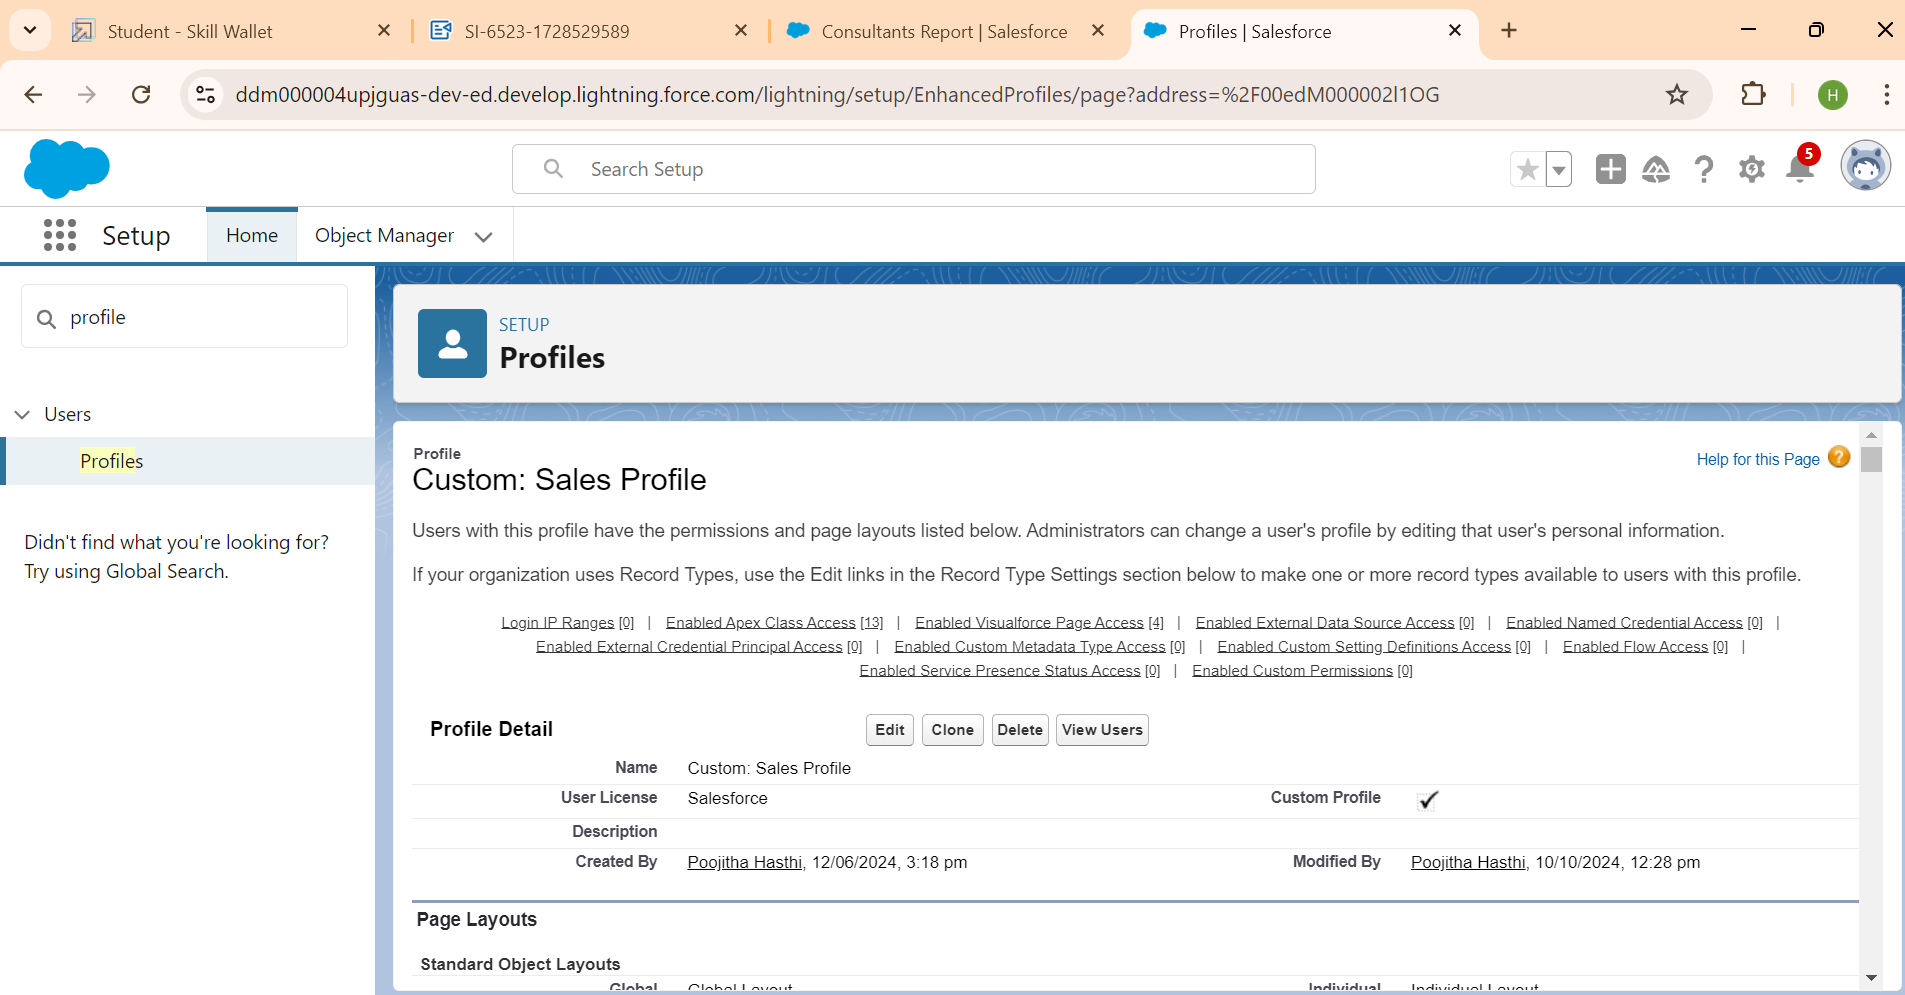 Student - Skill Wallet
SI-6523-1728529589
Consultants Report | Salesforce
Profiles | Salesforce
ddm000004upjguas-dev-ed.develop.lightning.force.com/lightning/setup/EnhancedProfiles/page?address=%2F00edM000002l1OG
H
Search Setup
5
Setup
Home
Object Manager
profile
Users
Profiles
Didn't find what you're looking for?
Try using Global Search.
SETUP
Profiles
Profile
Custom: Sales Profile
Help for this Page ?
Users with this profile have the permissions and page layouts listed below. Administrators can change a user's profile by editing that user's personal information.
If your organization uses Record Types, use the Edit links in the Record Type Settings section below to make one or more record types available to users with this profile.
Login IP Ranges [0] | Enabled Apex Class Access [13] | Enabled Visualforce Page Access [4] | Enabled External Data Source Access [0] | Enabled Named Credential Access [0] |
Enabled External Credential Principal Access [0] | Enabled Custom Metadata Type Access [0] | Enabled Custom Setting Definitions Access [0] | Enabled Flow Access [0] |
Enabled Service Presence Status Access [0] | Enabled Custom Permissions [0]
Profile Detail
Edit Clone Delete View Users
Name Custom: Sales Profile
User License Salesforce Custom Profile
Description
Created By Poojitha Hasthi, 12/06/2024, 3:18 pm Modified By Poojitha Hasthi, 10/10/2024, 12:28 pm
Page Layouts
Standard Object Layouts
Global Global Layout Individual Individual Layout